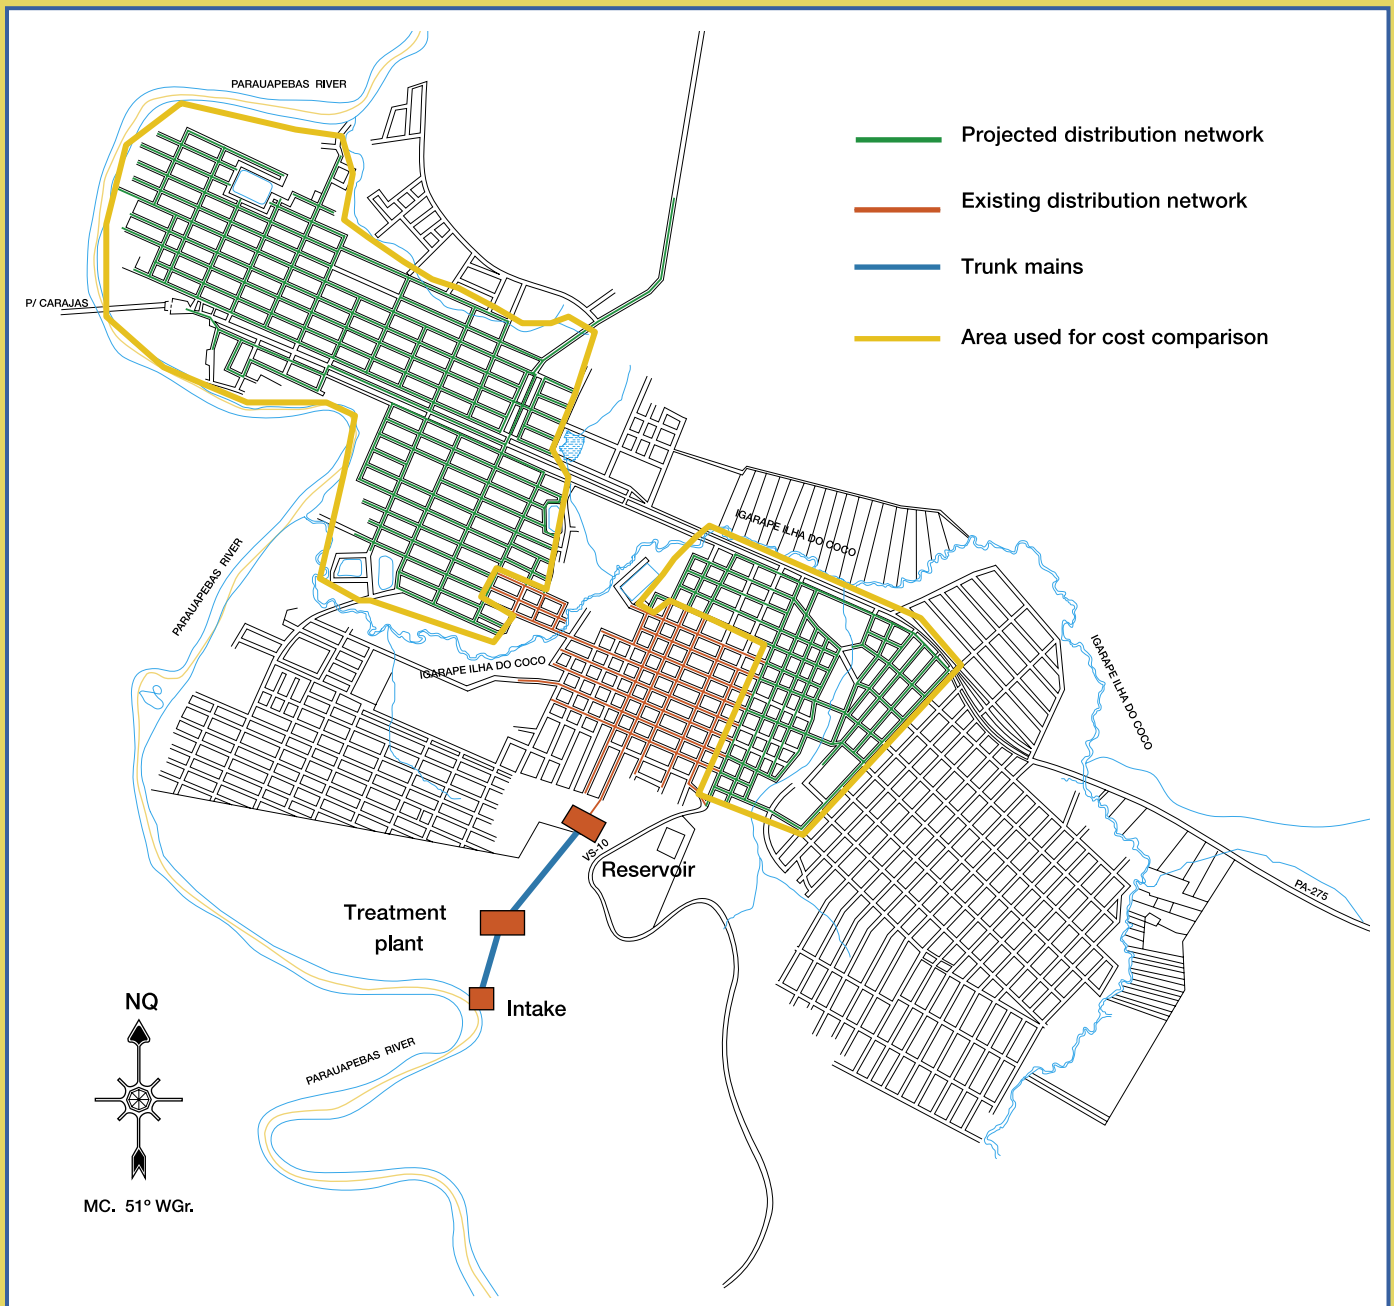 PARAUAPEBAS RIVER
Projected distribution network
Existing distribution network
Trunk mains
P/ CARAJAS
Area used for cost comparison
IGARAPE ILHA DO COCO
PARAUAPEBAS RIVER
IGARAPE ILHA DO COCO
IGARAPE ILHA DO COCO
VS-10
Reservoir
PA-275
Treatment
plant
Intake
NQ
PARAUAPEBAS RIVER
MC. 51º WGr.